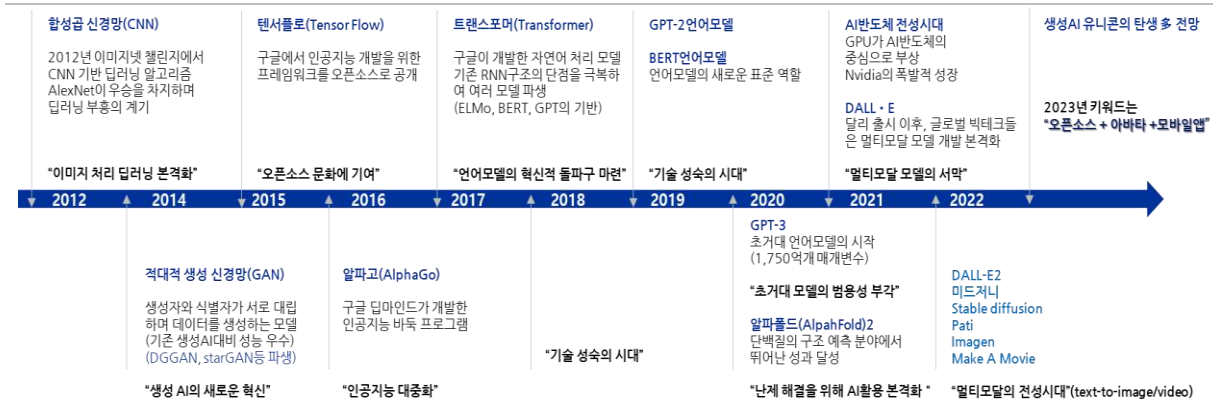 합성곱 신경망(CNN)
2012년 이미지넷 챌린지에서
CNN 기반 딥러닝 알고리즘
AlexNet이 우승을 차지하며
딥러닝 부흥의 계기
"이미지 처리 딥러닝 본격화"
텐서플로(Tensor Flow)
구글에서 인공지능 개발을 위한
프레임워크를 오픈소스로 공개
"오픈소스 문화에 기여"
트랜스포머(Transformer)
구글이 개발한 자연어 처리 모델
기존 RNN구조의 단점을 극복하
여 여러 모델 파생
(ELMo, BERT, GPT의 기반)
"언어모델의 혁신적 돌파구 마련"
GPT-2언어모델
BERT언어모델
언어모델의 새로운 표준 역할
"기술 성숙의 시대"
AI반도체 전성시대
GPU가 AI반도체의
중심으로 부상
Nvidia의 폭발적 성장
DALL·E
달리 출시 이후, 글로벌 빅테크들
은 멀티모달 모델 개발 본격화
"멀티모달 모델의 서막"
생성AI 유니콘의 탄생 多 전망
2023년 키워드는
"오픈소스 + 아바타 +모바일앱"
2012 2014 2015 2016 2017 2018 2019 2020 2021 2022
적대적 생성 신경망(GAN)
생성자와 식별자가 서로 대립
하며 데이터를 생성하는 모델
(기존 생성AI대비 성능 우수)
(DGGAN, starGAN등 파생)
"생성 AI의 새로운 혁신"
알파고(AlphaGo)
구글 딥마인드가 개발한
인공지능 바둑 프로그램
"인공지능 대중화"
"기술 성숙의 시대"
GPT-3
초거대 언어모델의 시작
(1,750억개 매개변수)
"초거대 모델의 범용성 부각"
알파폴드(AlpahFold)2
단백질의 구조 예측 분야에서
뛰어난 성과 달성
"난제 해결을 위해 AI활용 본격화 "
DALL-E2
미드저니
Stable diffusion
Pati
Imagen
Make A Movie
"멀티모달의 전성시대"(text-to-image/video)